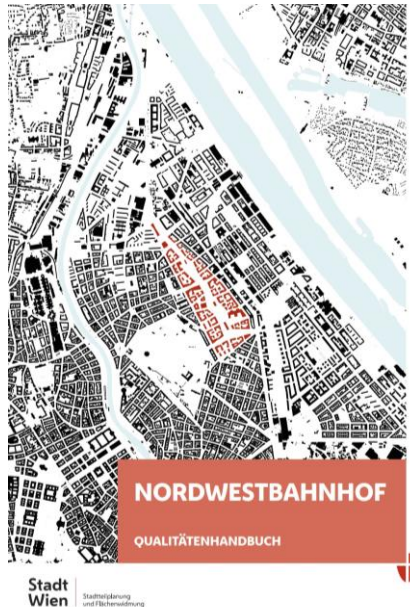 NORDWESTBAHNHOF
QUALITÄTENHANDBUCH
Stadt
Wien
Stadtteilplanung
und Flächenwidmung